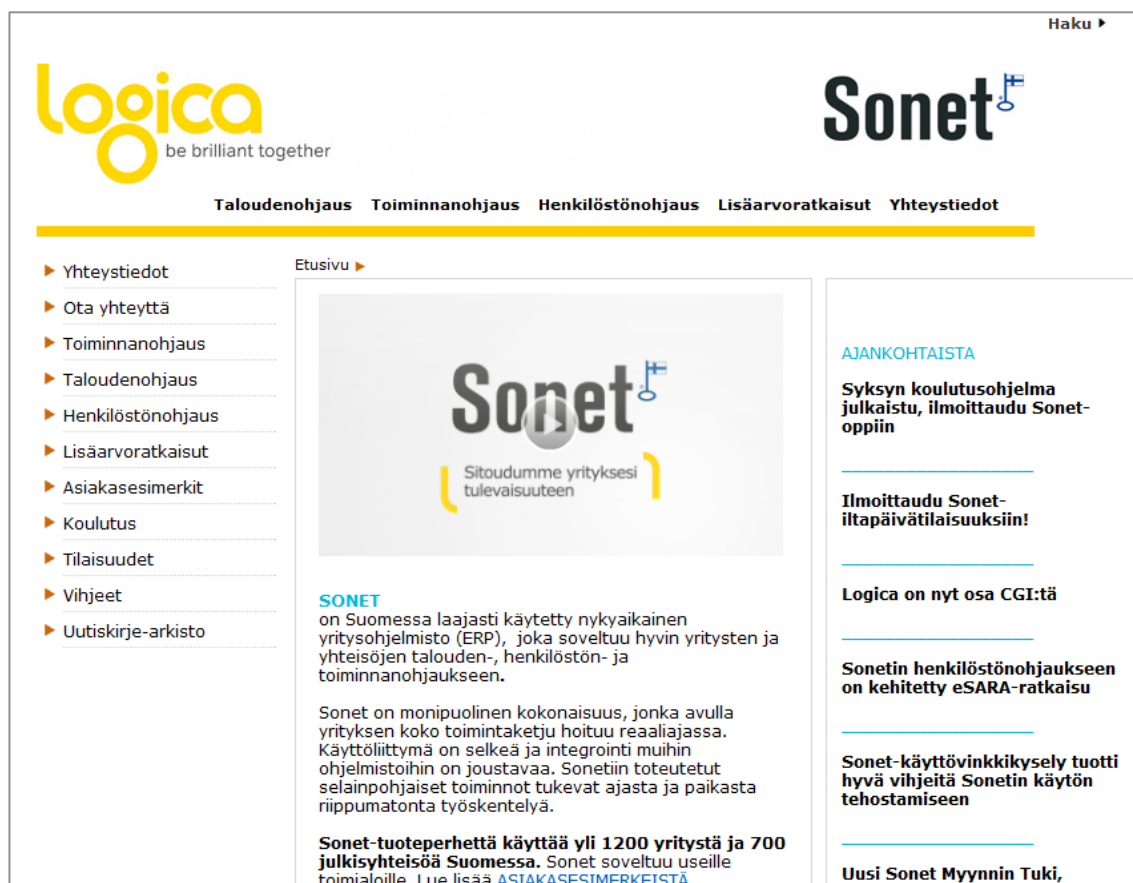 Haku
logica
be brilliant together
Sonet
Taloudenohjaus Toiminnanohjaus Henkilöstönohjaus Lisäarvoratkaisut Yhteystiedot
Yhteystiedot
Ota yhteyttä
Toiminnanohjaus
Taloudenohjaus
Henkilöstönohjaus
Lisäarvoratkaisut
Asiakasesimerkit
Koulutus
Tilaisuudet
Vihjeet
Uutiskirje-arkisto
Etusivu
Sonet
Sitoudumme yrityksesi
tulevaisuuteen
SONET
on Suomessa laajasti käytetty nykyaikainen
yritysohjelmisto (ERP), joka soveltuu hyvin yritysten ja
yhteisöjen talouden-, henkilöstön- ja
toiminnanohjaukseen.
Sonet on monipuolinen kokonaisuus, jonka avulla
yrityksen koko toimintaketju hoituu reaaliajassa.
Käyttöliittymä on selkeä ja integrointi muihin
ohjelmistoihin on joustavaa. Sonetiin toteutetut
selainpohjaiset toiminnot tukevat ajasta ja paikasta
riippumatonta työskentelyä.
Sonet-tuoteperhettä käyttää yli 1200 yritystä ja 700
julkisyhteisöä Suomessa. Sonet soveltuu useille
toimialoille. Lue lisää ASIAKASESIMERKEISTÄ
AJANKOHTAISTA
Syksyn koulutusohjelma
julkaistu, ilmoittaudu Sonet-
oppiin
Ilmoittaudu Sonet-
iltapäivätilaisuuksiin!
Logica on nyt osa CGI:tä
Sonetin henkilöstönohjaukseen
on kehitetty eSARA-ratkaisu
Sonet-käyttövinkkikysely tuotti
hyvä vihjeitä Sonetin käytön
tehostamiseen
Uusi Sonet Myynnin Tuki,